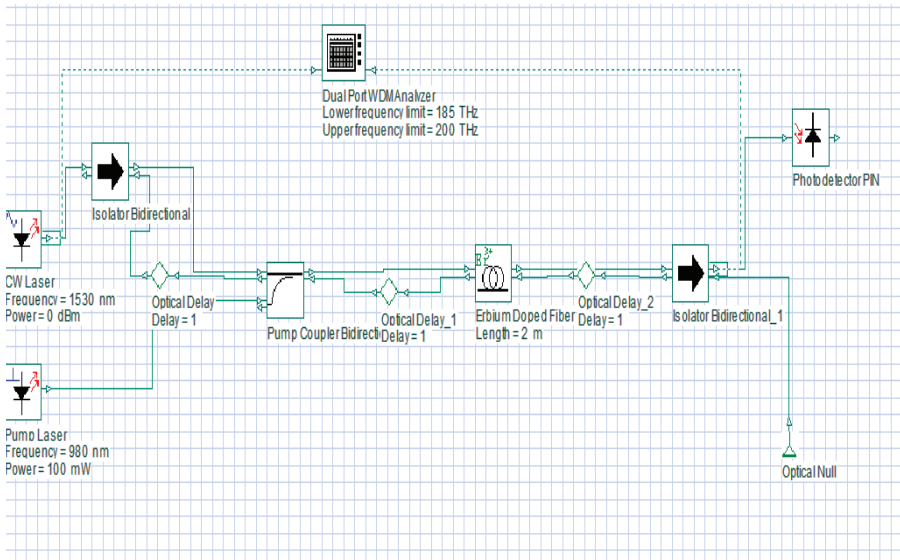 Dual Port WDM Analyzer
Lower frequency limit = 185 THz
Upper frequency limit = 200 THz
Photodetector PIN
Isolator Bidirectional
CW Laser
Frequency = 1530 nm
Power = 0 dBm
Optical Delay
Delay = 1
Pump Coupler Bidirecti
Optical Delay_1
Delay = 1
Erbium Doped Fiber
Length = 2 m
Optical Delay_2
Delay = 1
Isolator Bidirectional_1
Pump Laser
Frequency = 980 nm
Power = 100 mW
Optical Null